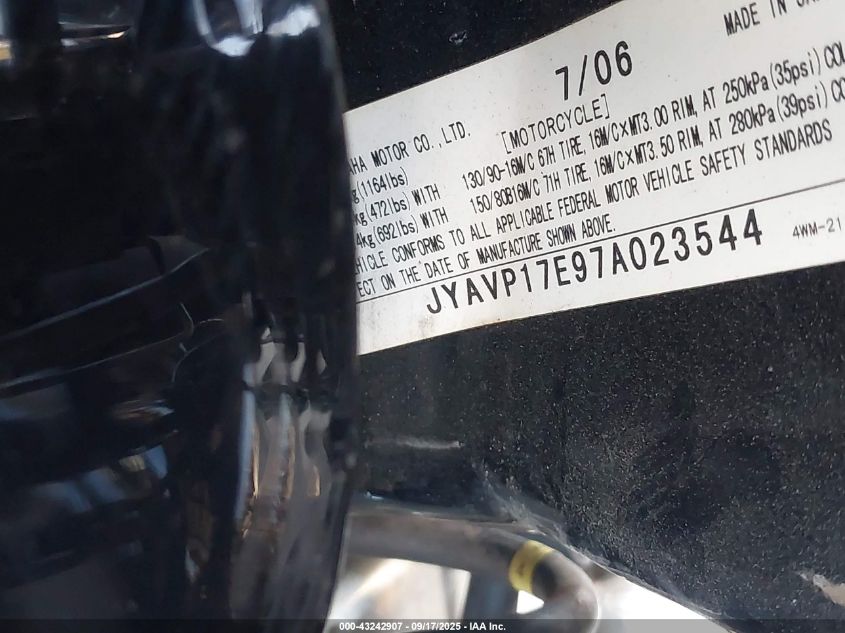 7/06
MADE IN
MOTOR CO.,LTD.
[MOTORCYCLE]
(1164lbs)
kg(472lbs) WITH 130/90-16M/C 67H TIRE, 16M/C×MT3.00 RIM, AT 250kPa(35psi)
4kg(692lbs) WITH 150/80B16M/C 71H TIRE, 16M/C×MT3.50 RIM, AT 280kPa(39psi)
CONFORMS TO ALL APPLICABLE FEDERAL MOTOR VEHICLE SAFETY STANDARDS
ON THE DATE OF MANUFACTURE SHOWN ABOVE.
JYAVP17E97A023544
4WM-21
000-43242907 - 09/17/2025 - IAA Inc.